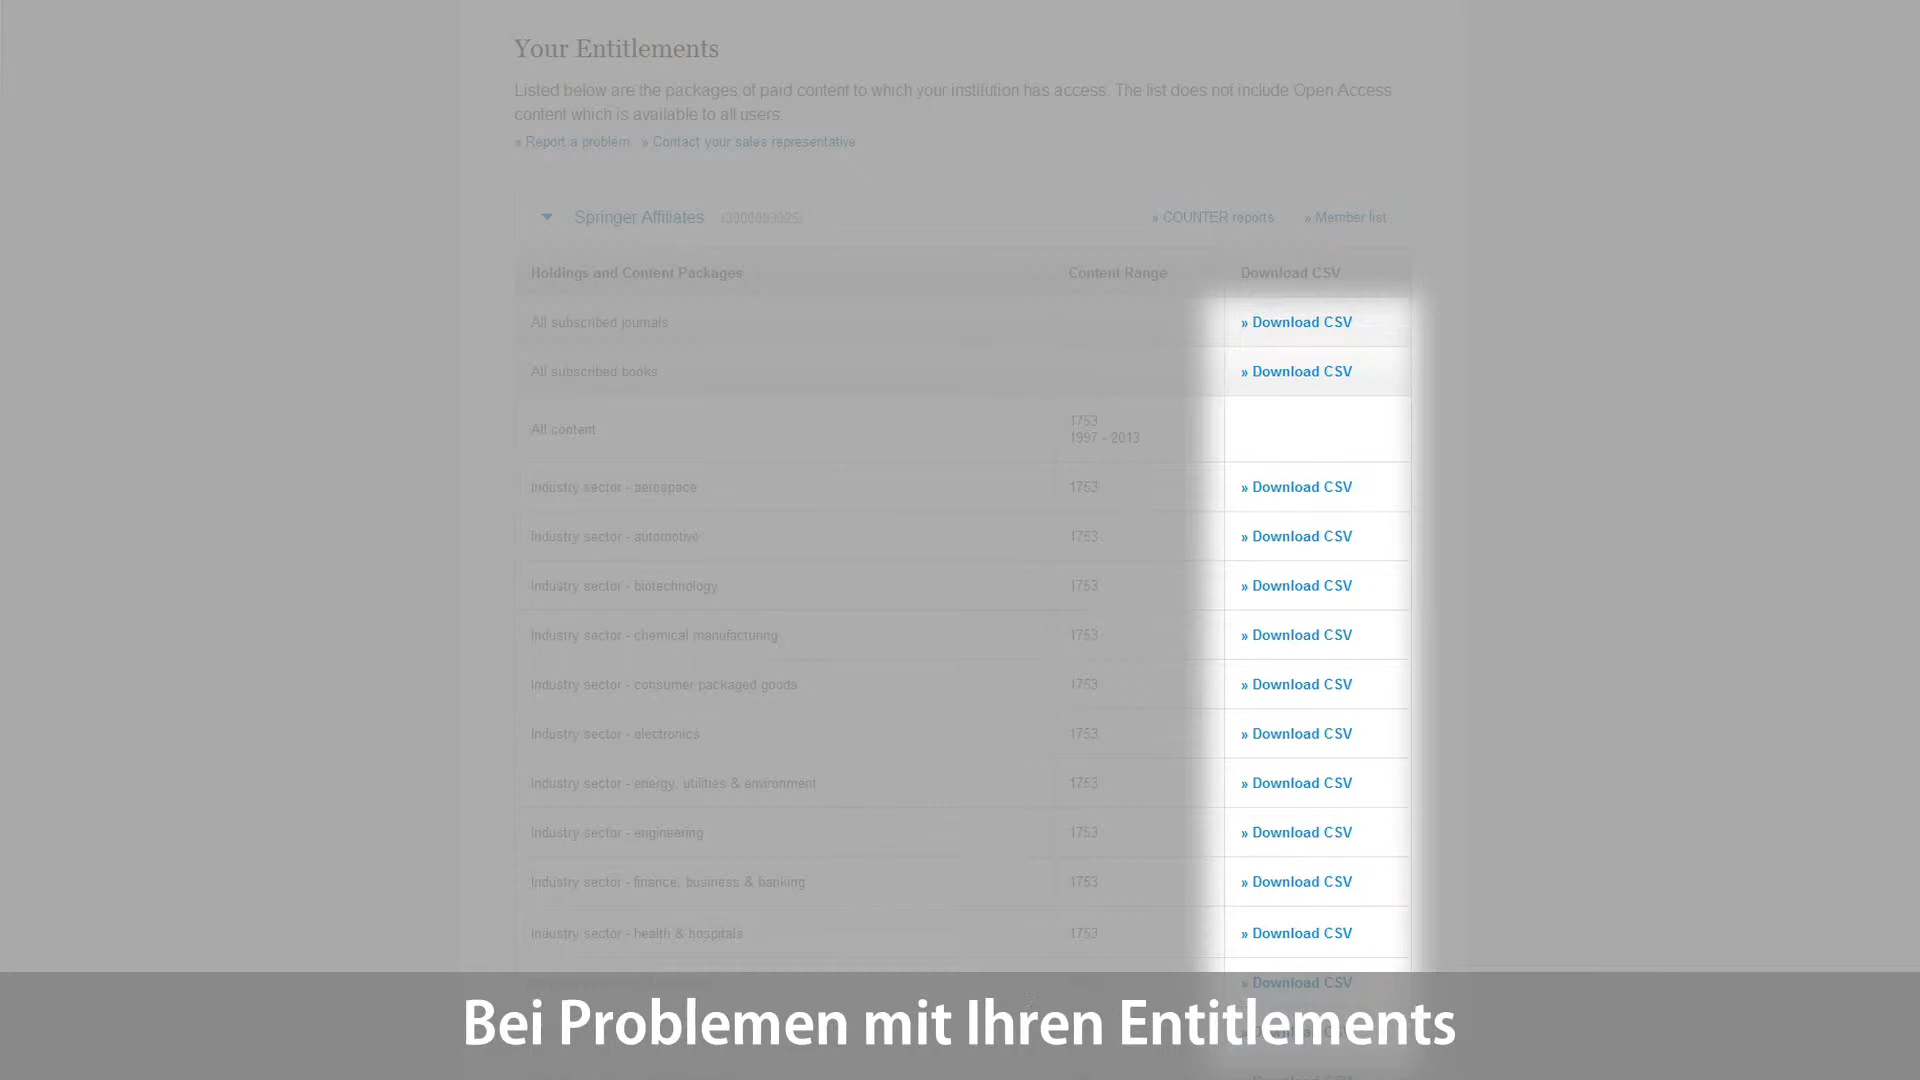 Your Entitlements
Listed below are the packages of paid content to which your institution has access. The list does not include Open Access
content which is available to all users.
» Report a problem » Contact your sales representative
Springer Affiliates » COUNTER reports » Member list
Holdings and Content Packages Content Range Download CSV
All subscribed journals » Download CSV
All subscribed books » Download CSV
All content 1753
1997 - 2013
Industry sector - aerospace 1753 » Download CSV
Industry sector - automotive 1753 » Download CSV
Industry sector - biotechnology 1753 » Download CSV
Industry sector - chemical manufacturing 1753 » Download CSV
Industry sector - consumer packaged goods 1753 » Download CSV
Industry sector - electronics 1753 » Download CSV
Industry sector - energy, utilities & environment 1753 » Download CSV
Industry sector - engineering 1753 » Download CSV
Industry sector - finance, business & banking 1753 » Download CSV
Industry sector - health & hospitals 1753 » Download CSV
» Download CSV
Bei Problemen mit Ihren Entitlements